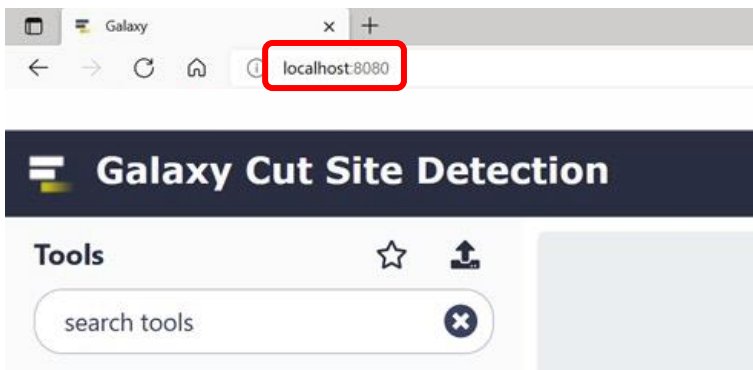 Galaxy
localhost:8080
Galaxy Cut Site Detection
Tools
search tools